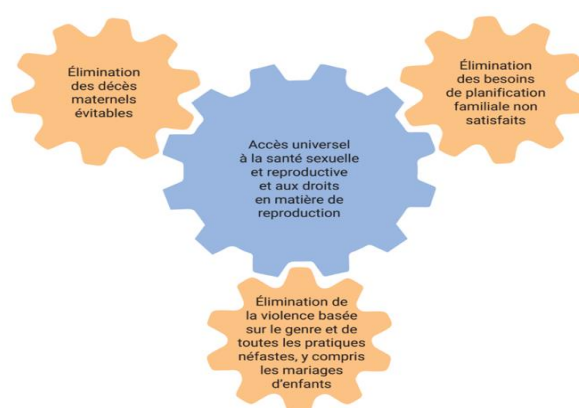 Élimination
des décès
maternels
évitables
Élimination
des besoins
de planification
familiale non
satisfaits
Accès universel
à la santé sexuelle
et reproductive
et aux droits
en matière de
reproduction
Élimination de
la violence basée
sur le genre et de
toutes les pratiques
néfastes, y compris
les mariages
d'enfants